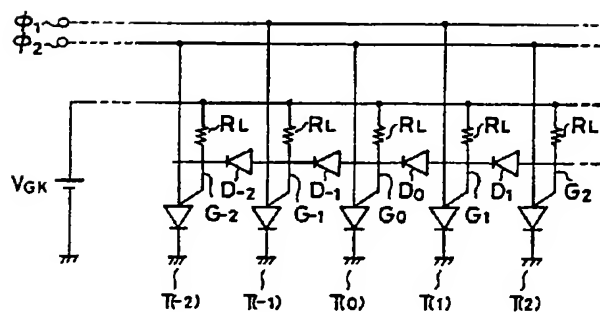 φ1
φ2
RL RL RL RL RL
VGK
D-2 D-1 D0 D1
G-2 G-1 G0 G1 G2
T(-2) T(-1) T(0) T(1) T(2)